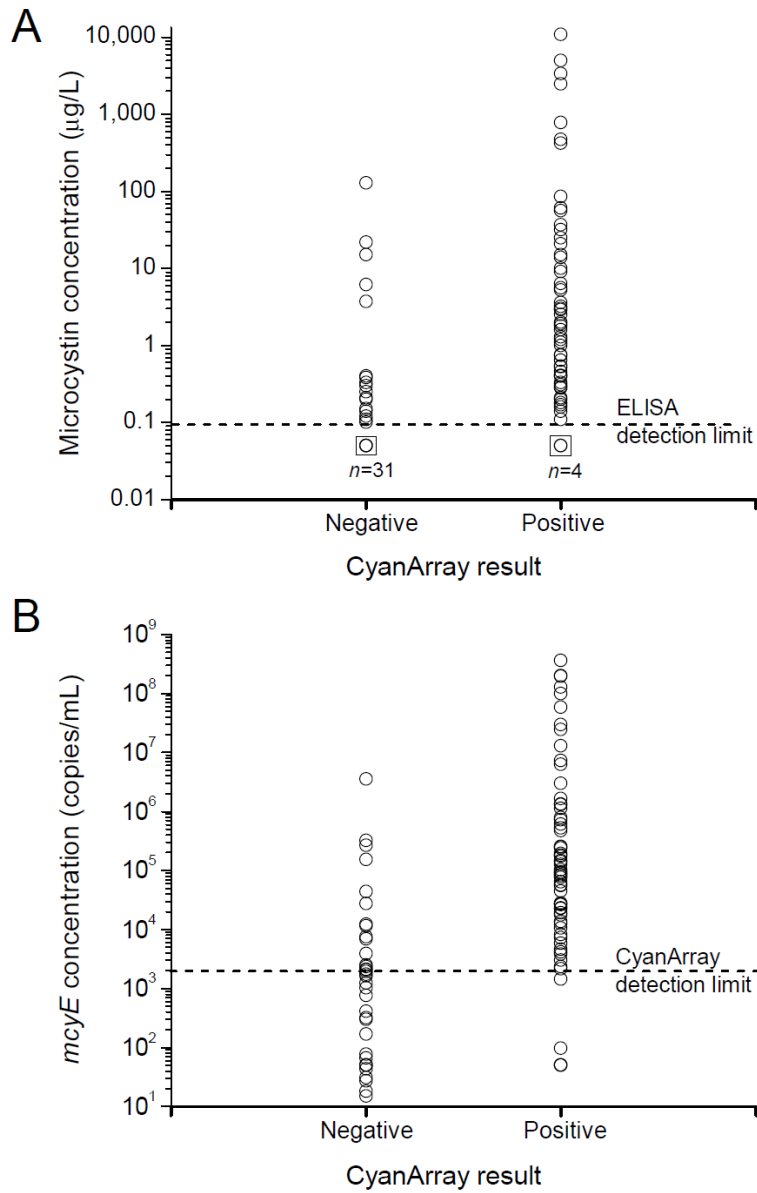 A
Microcystin concentration (μg/L)
10,000
1,000
100
10
1
0.1
0.01
ELISA
detection limit
n=31
n=4
Negative
Positive
CyanArray result
B
mcyE concentration (copies/mL)
10⁹
10⁸
10⁷
10⁶
10⁵
10⁴
10³
10²
10¹
CyanArray
detection limit
Negative
Positive
CyanArray result